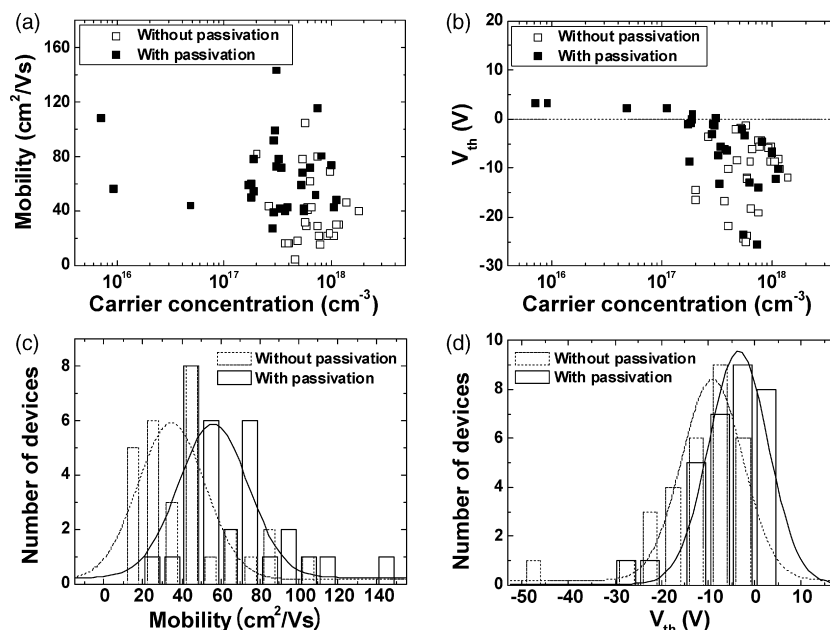 (a)
Without passivation
With passivation
160
120
80
40
0
Mobility (cm²/Vs)
10¹⁶
10¹⁷
10¹⁸
Carrier concentration (cm⁻³)
(b)
Without passivation
With passivation
20
10
0
-10
-20
-30
V_th (V)
10¹⁶
10¹⁷
10¹⁸
Carrier concentration (cm⁻³)
(c)
Without passivation
With passivation
8
6
4
2
0
Number of devices
0 20 40 60 80 100 120 140
Mobility (cm²/Vs)
(d)
Without passivation
With passivation
10
8
6
4
2
0
Number of devices
-50 -40 -30 -20 -10 0 10
V_th (V)